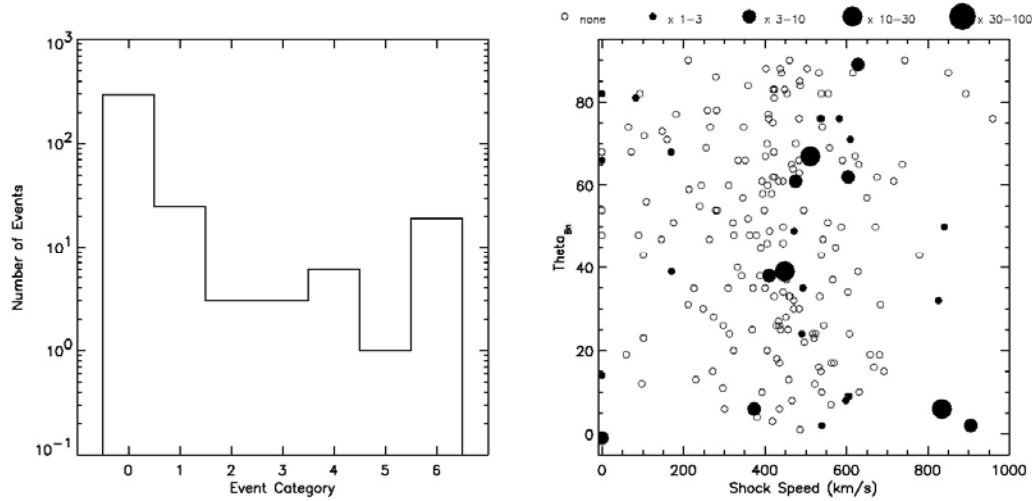 10^3
10^2
10^1
10^0
10^-1
Number of Events
0 1 2 3 4 5 6
Event Category
none x 1-3 x 3-10 x 10-30 x 30-100
80
60
40
20
0
Theta_Bn
0 200 400 600 800 1000
Shock Speed (km/s)